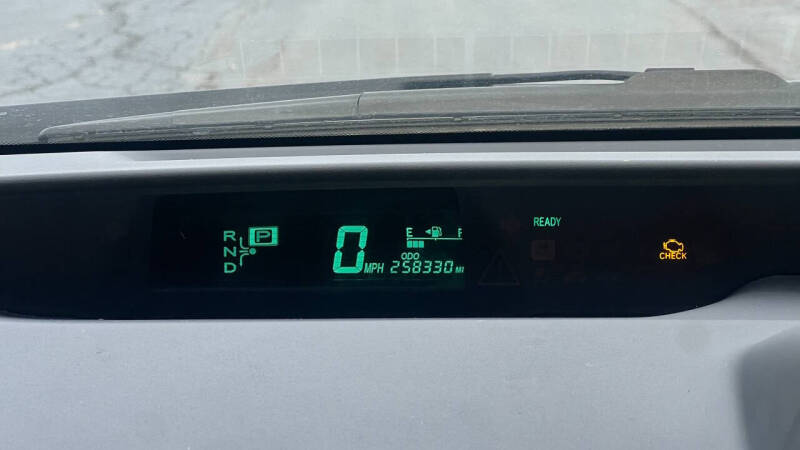 R P
N
D
0 MPH
E F
ODO
258330 MI
READY
CHECK